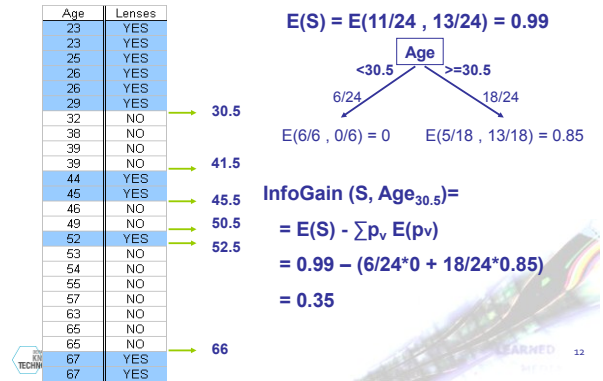 Age Lenses
23 YES
23 YES
25 YES
26 YES
26 YES
29 YES
32 NO
38 NO
39 NO
39 NO
44 YES
45 YES
46 NO
49 NO
52 YES
53 NO
54 NO
55 NO
57 NO
63 NO
65 NO
65 NO
67 YES
67 YES
30.5
41.5
45.5
50.5
52.5
66
E(S) = E(11/24 , 13/24) = 0.99
Age
<30.5 >=30.5
6/24 18/24
E(6/6 , 0/6) = 0 E(5/18 , 13/18) = 0.85
InfoGain (S, Age30.5)=
= E(S) - ∑pv E(pv)
= 0.99 – (6/24*0 + 18/24*0.85)
= 0.35
KN
TECHN
LEARNED
12